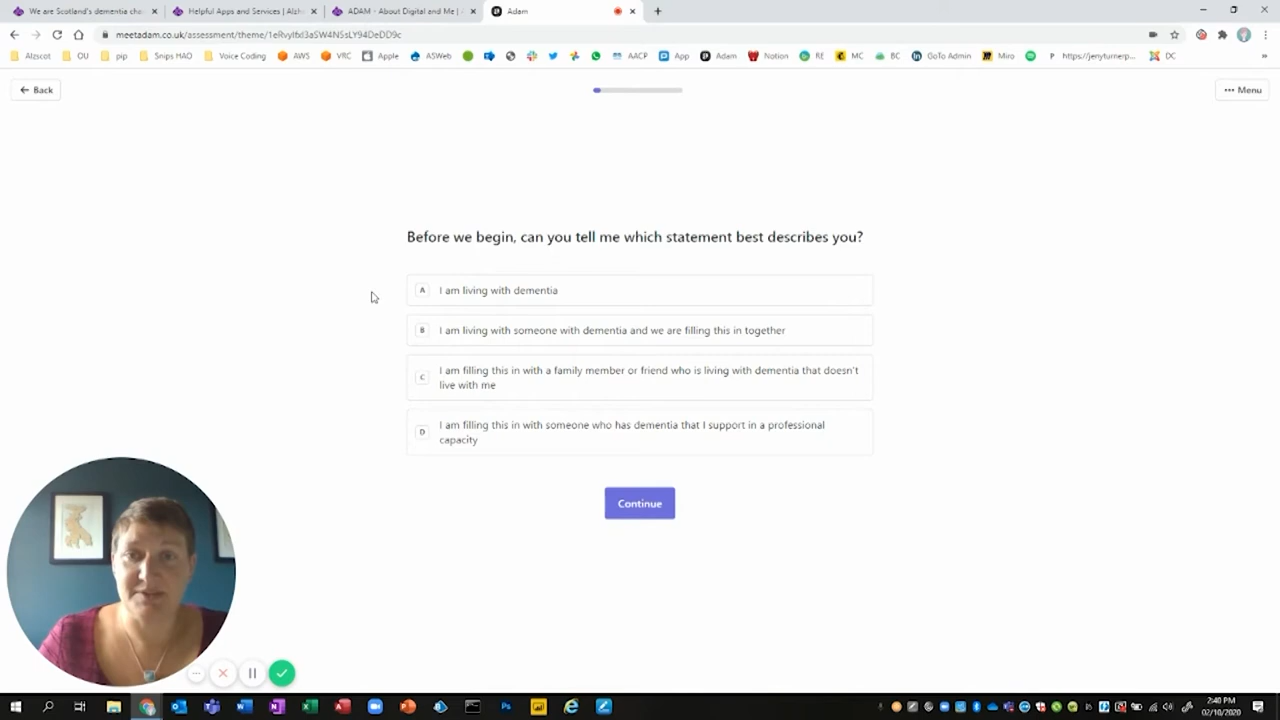 We are Scotland's dementia cha
Helpful Apps and Services | Alzh
ADAM - About Digital and Me | A
Adam
meetadam.co.uk/assessment/theme/
Alzscot
OU
pip
Snips HAO
Voice Coding
AWS
VRC
Apple
ASWeb
AACP
App
Adam
Notion
RE
MC
BC
GoTo Admin
Miro
https://jenyturnerp...
DC
Back
Menu
Before we begin, can you tell me which statement best describes you?
A I am living with dementia
B I am living with someone with dementia and we are filling this in together
C I am filling this in with a family member or friend who is living with dementia that doesn't
live with me
D I am filling this in with someone who has dementia that I support in a professional
capacity
Continue
2:40 PM
02/10/2020